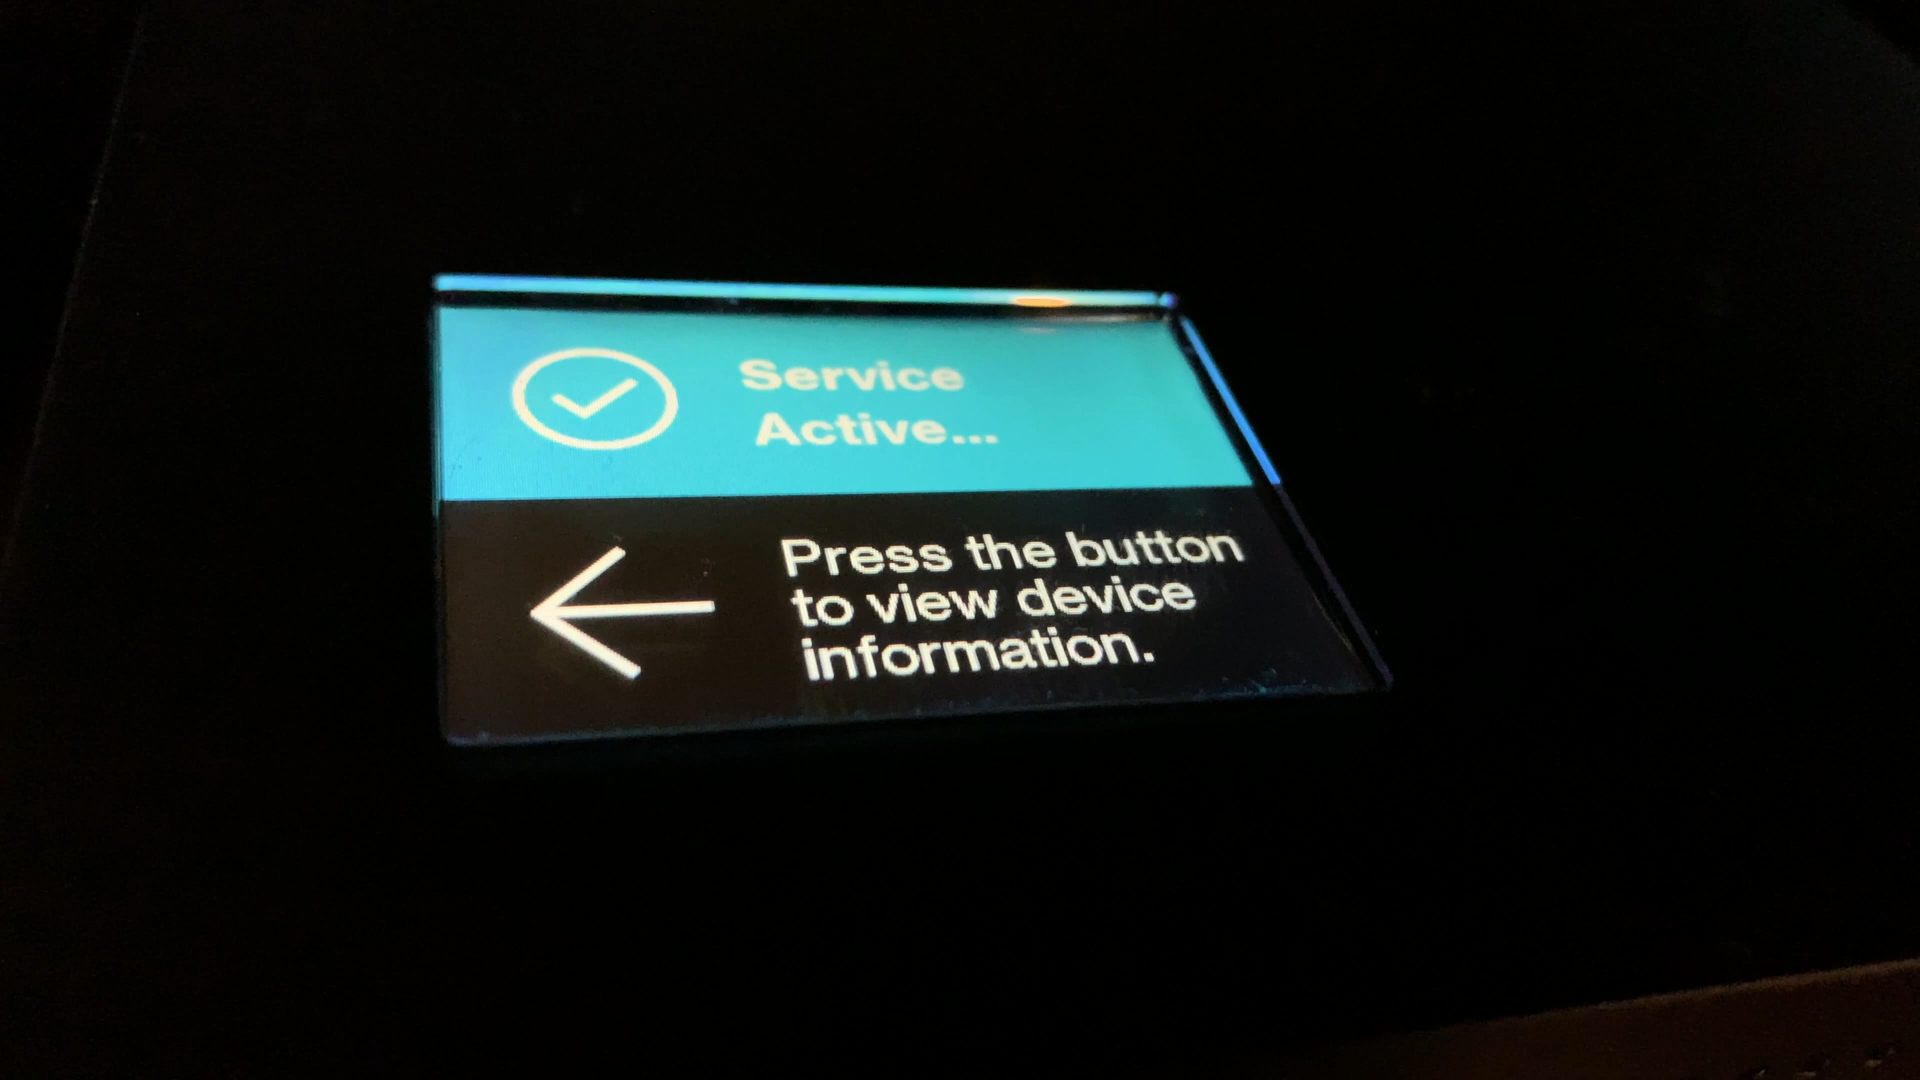 Service
Active...
Press the button
to view device
information.